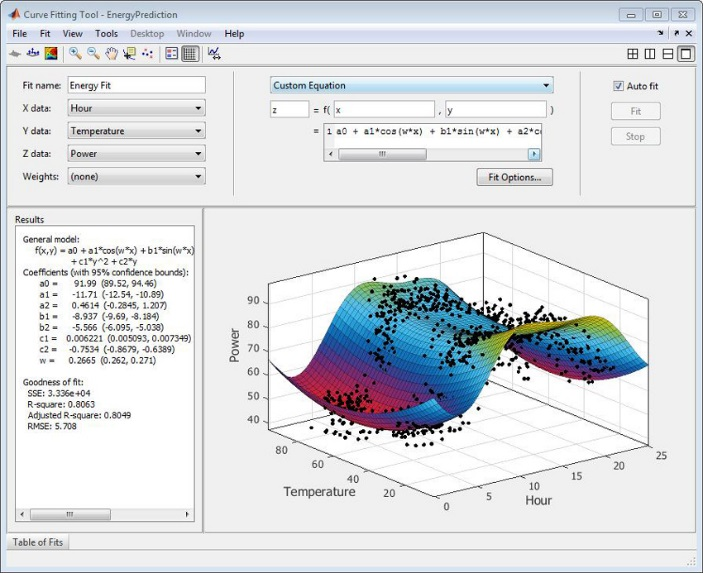 Curve Fitting Tool - EnergyPrediction
File Fit View Tools Desktop Window Help
Fit name: Energy Fit
X data: Hour
Y data: Temperature
Z data: Power
Weights: (none)
Custom Equation
z = f( x , y )
= 1 a0 + a1*cos(w*x) + b1*sin(w*x) + a2*c
Fit Options...
Auto fit
Fit
Stop
Results
General model:
f(x,y) = a0 + a1*cos(w*x) + b1*sin(w*x)
+ c1*y^2 + c2*y
Coefficients (with 95% confidence bounds):
a0 = 91.99 (89.52, 94.46)
a1 = -11.71 (-12.54, -10.89)
a2 = 0.4614 (-0.2845, 1.207)
b1 = -8.937 (-9.69, -8.184)
b2 = -5.566 (-6.095, -5.038)
c1 = 0.006221 (0.005093, 0.007349)
c2 = -0.7534 (-0.8679, -0.6389)
w = 0.2665 (0.262, 0.271)
Goodness of fit:
SSE: 3.336e+04
R-square: 0.8063
Adjusted R-square: 0.8049
RMSE: 5.708
Power
90
80
70
60
50
40
Temperature
80
60
40
20
Hour
0
5
10
15
20
25
Table of Fits